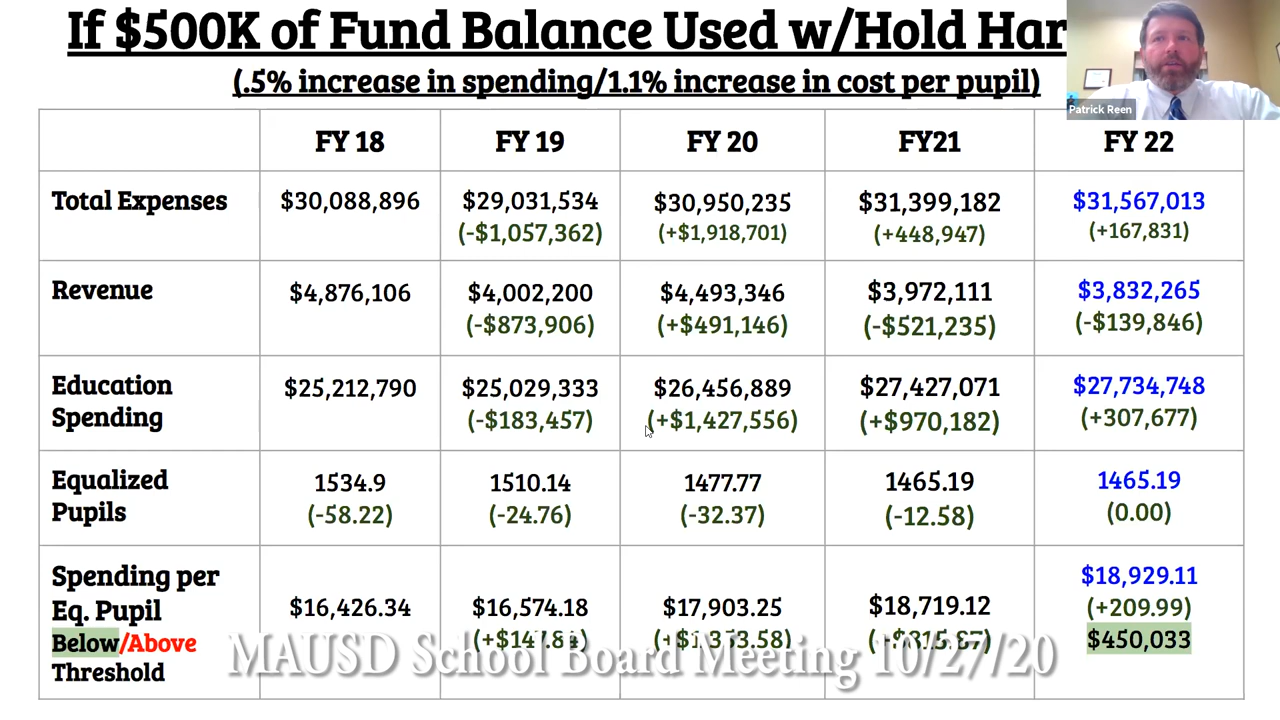 If $500K of Fund Balance Used w/Hold Har
(.5% increase in spending/1.1% increase in cost per pupil)
Patrick Reen
FY 18 FY 19 FY 20 FY21 FY 22
Total Expenses $30,088,896 $29,031,534 $30,950,235 $31,399,182 $31,567,013
(-$1,057,362) (+$1,918,701) (+448,947) (+167,831)
Revenue $4,876,106 $4,002,200 $4,493,346 $3,972,111 $3,832,265
(-$873,906) (+$491,146) (-$521,235) (-$139,846)
Education $25,212,790 $25,029,333 $26,456,889 $27,427,071 $27,734,748
Spending (-$183,457) (+$1,427,556) (+$970,182) (+307,677)
Equalized 1534.9 1510.14 1477.77 1465.19 1465.19
Pupils (-58.22) (-24.76) (-32.37) (-12.58) (0.00)
Spending per $18,929.11
Eq. Pupil $16,426.34 $16,574.18 $17,903.25 $18,719.12 (+209.99)
Below/Above (+$147.84) $450,033
Threshold
MAUSD School Board Meeting 10/27/20